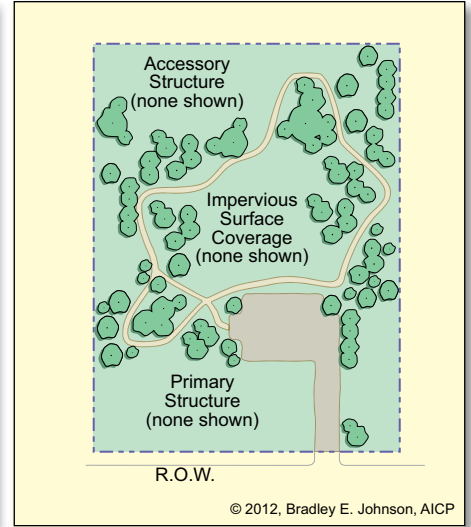 Accessory
Structure
(none shown)
Impervious
Surface
Coverage
(none shown)
Primary
Structure
(none shown)
R.O.W.
© 2012, Bradley E. Johnson, AICP